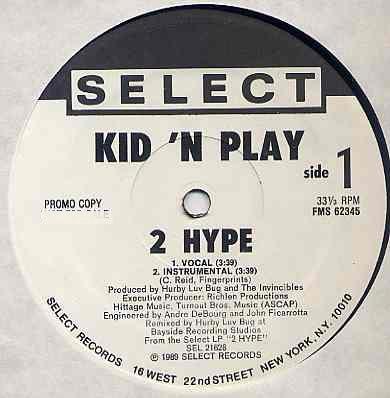 SELECT
KID 'N PLAY
side 1
PROMO COPY
33⅓ RPM
FMS 62345
2 HYPE
1. VOCAL (3:39)
2. INSTRUMENTAL (3:39)
(C. Reid, Fingerprints)
Produced by Hurby Luv Bug and The Invincibles
Executive Producer: Richlen Productions
Hittage Music, Turnout Bros. Music (ASCAP)
Engineered by Andre DeBourg and John Ficarrotta
Remixed by Hurby Luv Bug at
Bayside Recording Studios
From the Select LP "2 HYPE"
SEL 21628
℗ 1989 SELECT RECORDS
SELECT RECORDS 16 WEST 22nd STREET NEW YORK, N.Y. 10010